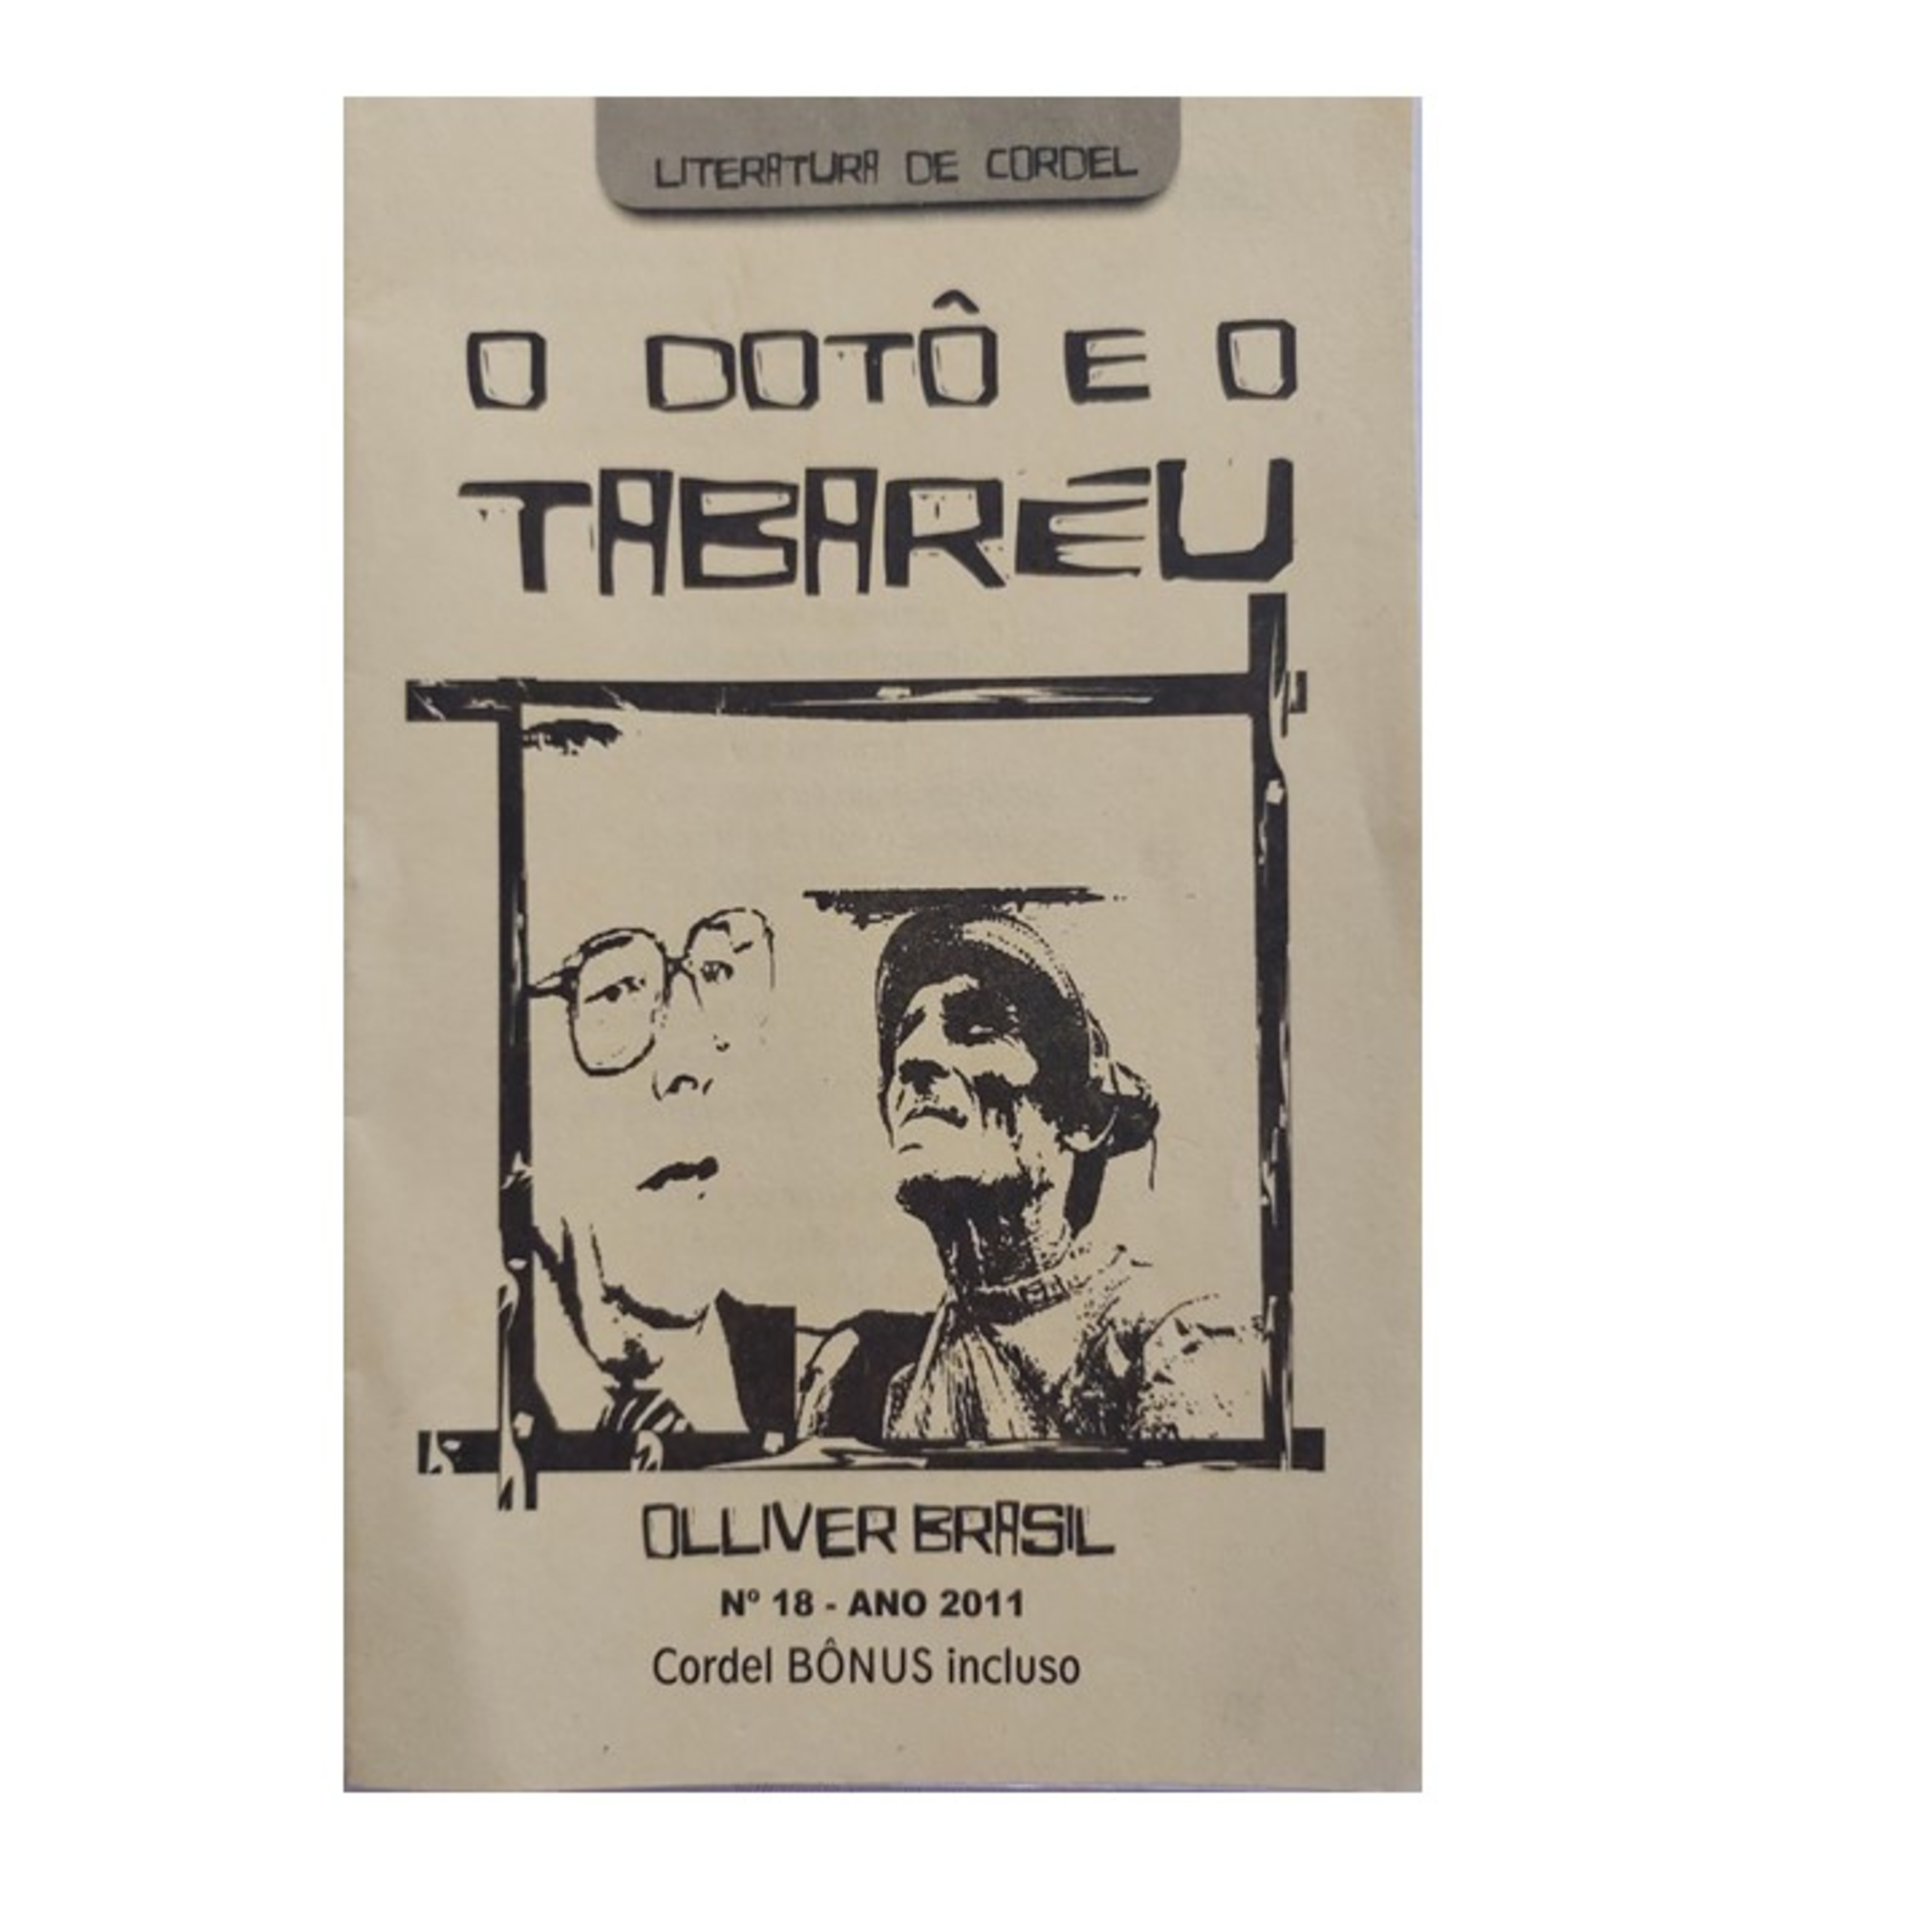 LITERATURA DE CORDEL
O DOTÔ E O
TABARÉU
OLLIVER BRASIL
Nº 18 - ANO 2011
Cordel BÔNUS incluso